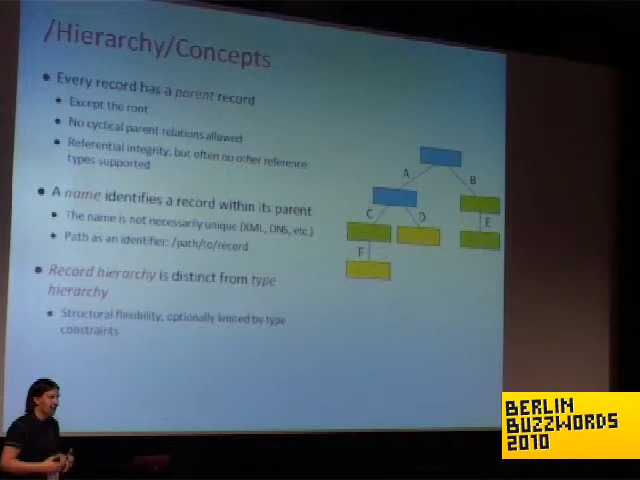 /Hierarchy/Concepts
• Every record has a parent record
• Except the root
• No cyclical parent relations allowed
• Referential integrity, but often no other reference
types supported
• A name identifies a record within its parent
• The name is not necessarily unique (XML, DNS, etc.)
• Path as an identifier: /path/to/record
• Record hierarchy is distinct from type
hierarchy
• Structural flexibility, optionally limited by type
constraints
A
B
C
D
E
F
BERLIN
BUZZWORDS
2010